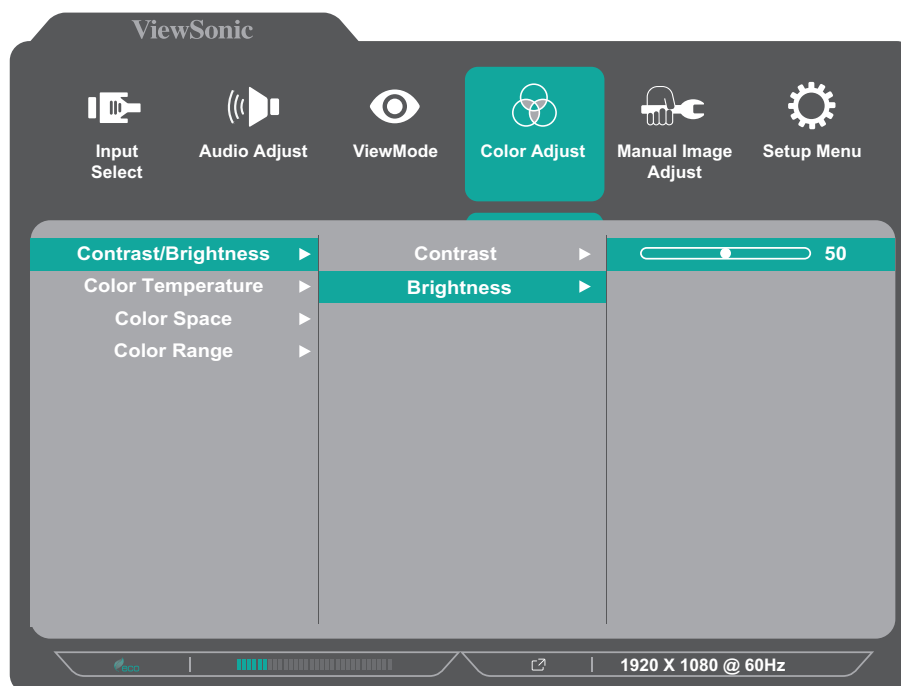 ViewSonic
Input Select
Audio Adjust
ViewMode
Color Adjust
Manual Image Adjust
Setup Menu
Contrast/Brightness
Contrast
50
Color Temperature
Brightness
Color Space
Color Range
eco
1920 X 1080 @ 60Hz